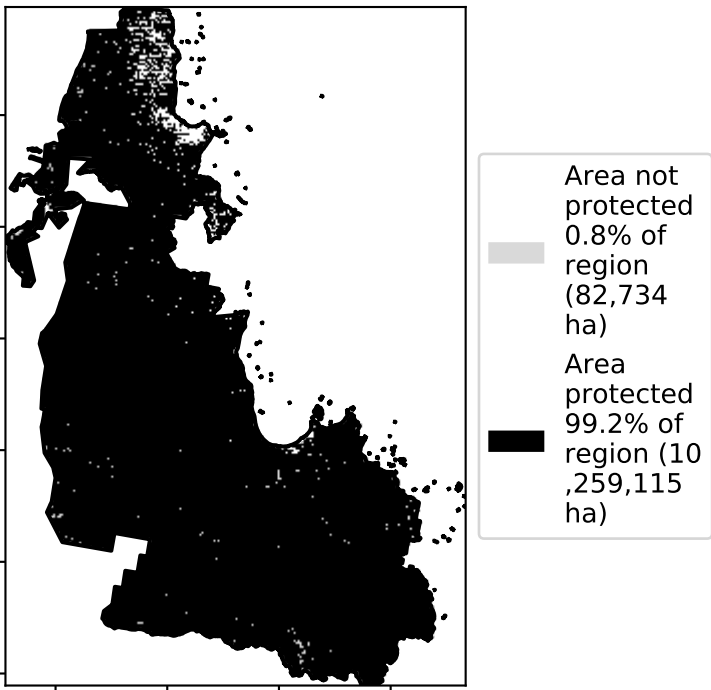 Area not
protected
0.8% of
region
(82,734
ha)
Area
protected
99.2% of
region (10
,259,115
ha)